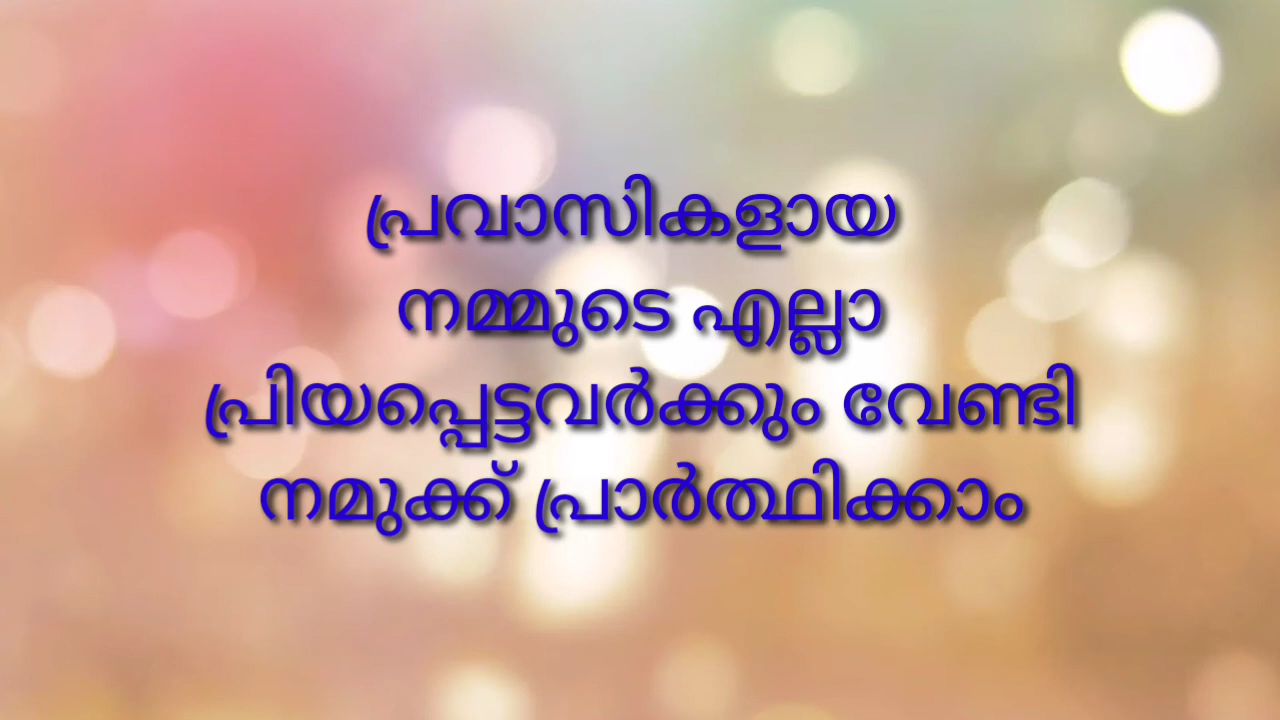 പ്രവാസികളായ
നമ്മുടെ എല്ലാ
പ്രിയപ്പെട്ടവർക്കും വേണ്ടി
നമുക്ക് പ്രാർത്ഥിക്കാം